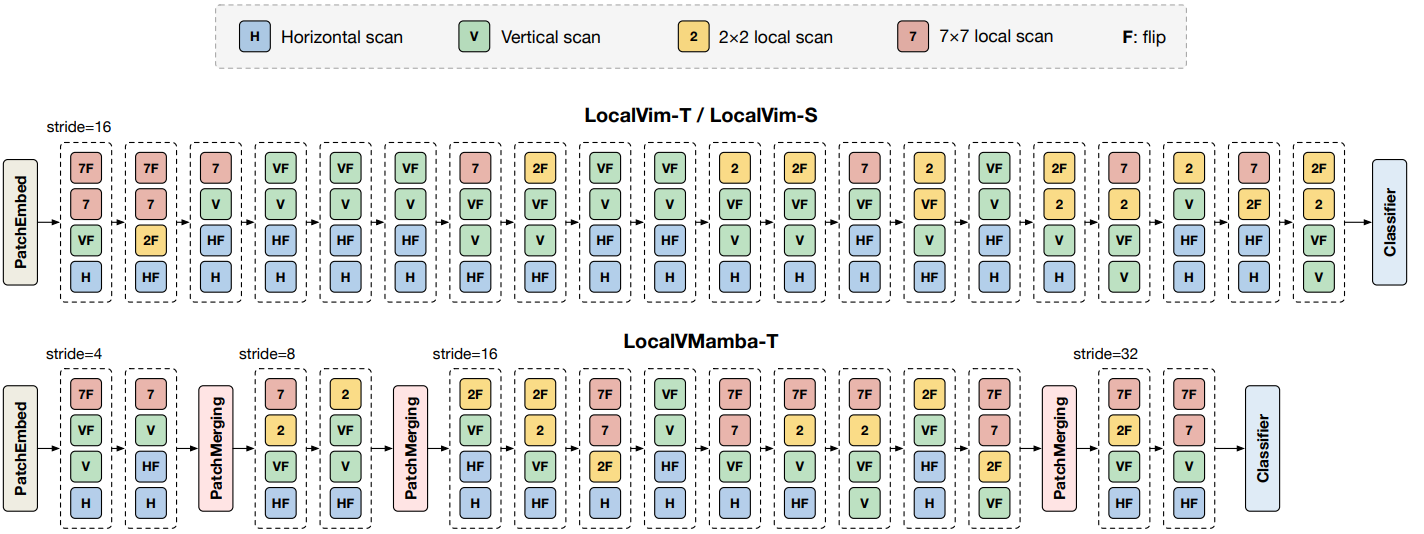 H Horizontal scan V Vertical scan 2 2×2 local scan 7 7×7 local scan F: flip
LocalVim-T / LocalVim-S
stride=16
PatchEmbed
7F 7F 7 VF VF VF 7 2F VF VF 2 2F 7 2 VF 2F 7 2 7 2F
7 7 V V V V VF VF V V VF VF VF VF V 2 2 V 2F 2
VF 2F HF HF HF HF V V HF HF V V V V HF V VF HF HF VF
H HF H H H H HF HF H H H H HF HF H H V H H V
Classifier
LocalVMamba-T
stride=4 stride=8 stride=16 stride=32
PatchEmbed
7F 7 7 2 2F 2F 7F VF 7F 7F 7F 2F 7F 7F 7F
VF V 2 VF VF 2 7 V 7 2 2 VF 7 2F 7
V HF VF V HF VF 2F HF VF V VF HF 2F VF V
H H HF HF H HF H H H HF V H VF HF HF
PatchMerging
PatchMerging
PatchMerging
Classifier